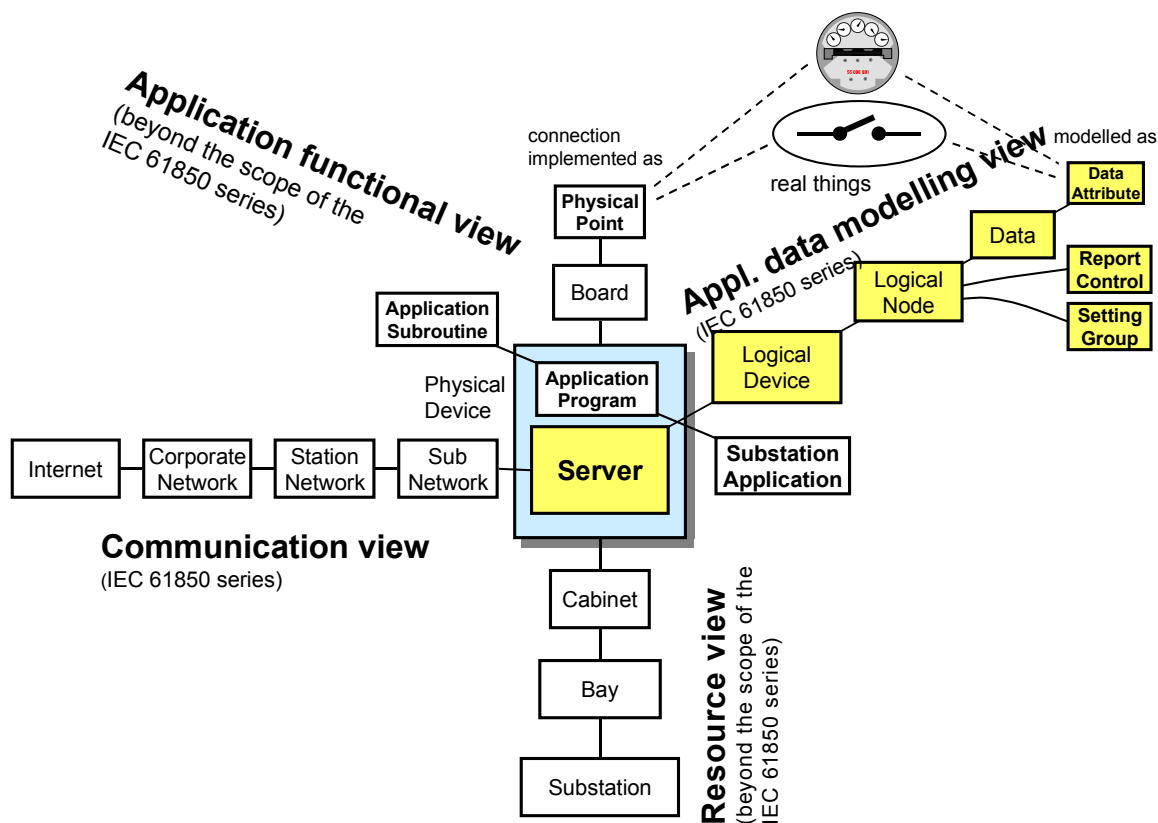 Application functional view
(beyond the scope of the
IEC 61850 series)
connection
implemented as
real things
modelled as
Physical
Point
Board
Appl. data modelling view
(IEC 61850 series)
Data
Attribute
Data
Logical
Node
Report
Control
Setting
Group
Logical
Device
Application
Subroutine
Physical
Device
Application
Program
Server
Substation
Application
Internet
Corporate
Network
Station
Network
Sub
Network
Communication view
(IEC 61850 series)
Cabinet
Bay
Substation
Resource view
(beyond the scope of the
IEC 61850 series)